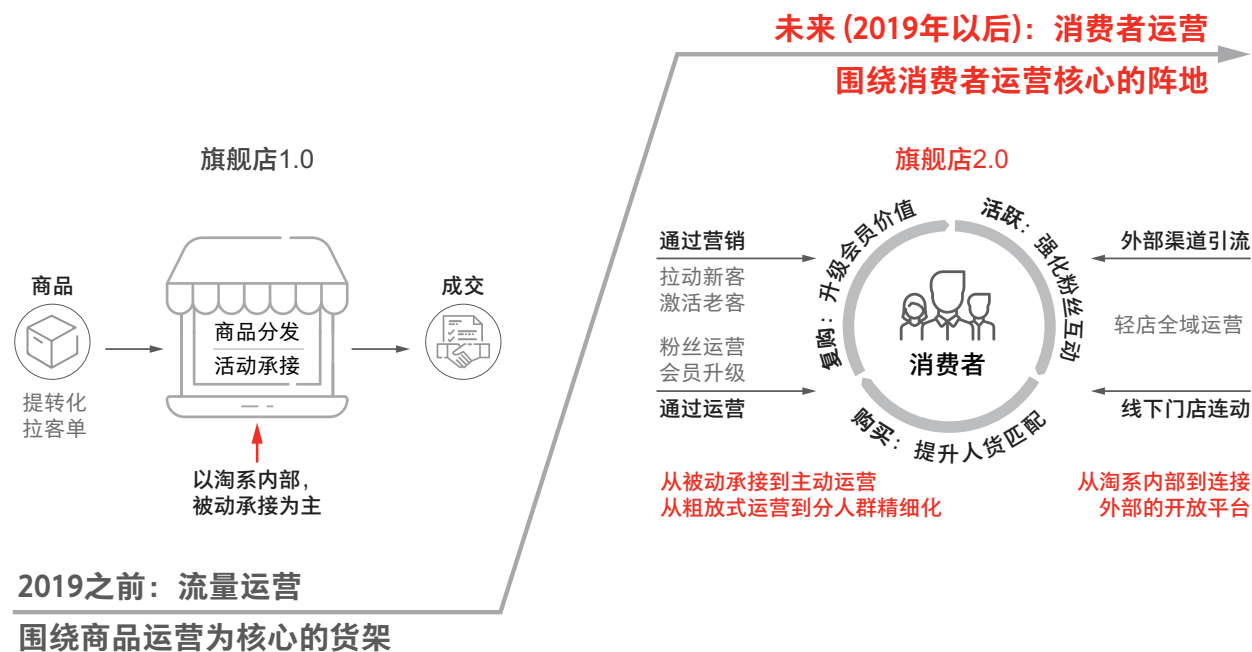 未来 (2019年以后)：消费者运营
围绕消费者运营核心的阵地
旗舰店1.0
商品
提转化
拉客单
商品分发
活动承接
成交
以淘系内部，
被动承接为主
2019之前：流量运营
围绕商品运营为核心的货架
旗舰店2.0
通过营销
拉动新客
激活老客
粉丝运营
会员升级
通过运营
复购：升级会员价值
活跃：强化粉丝互动
购买：提升人货匹配
消费者
外部渠道引流
轻店全域运营
线下门店连动
从被动承接到主动运营
从粗放式运营到分人群精细化
从淘系内部到连接
外部的开放平台